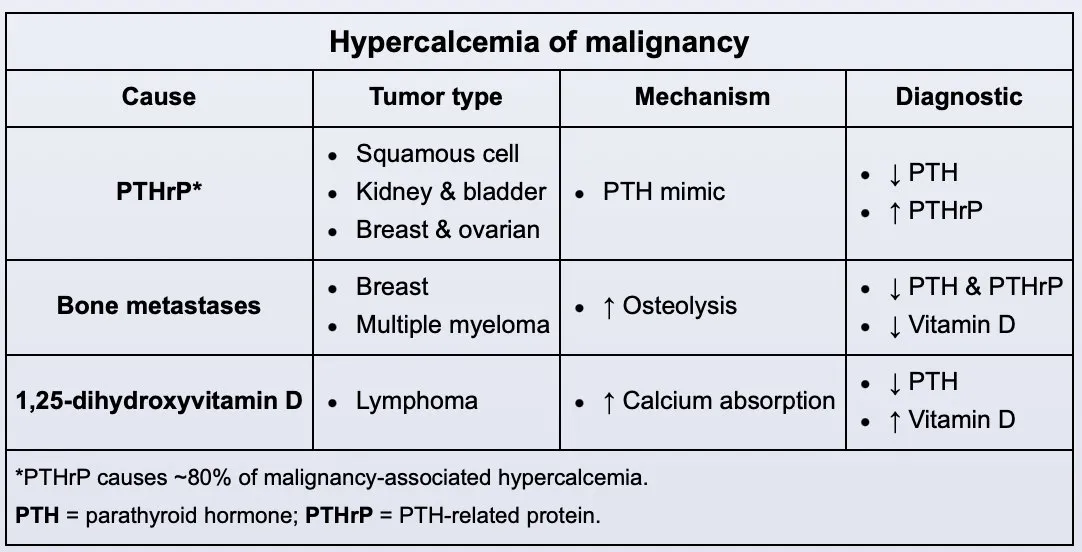 Hypercalcemia of malignancy
Cause Tumor type Mechanism Diagnostic
PTHrP*
• Squamous cell
• Kidney & bladder
• Breast & ovarian
• PTH mimic
• ↓ PTH
• ↑ PTHrP
Bone metastases
• Breast
• Multiple myeloma
• ↑ Osteolysis
• ↓ PTH & PTHrP
• ↓ Vitamin D
1,25-dihydroxyvitamin D
• Lymphoma
• ↑ Calcium absorption
• ↓ PTH
• ↑ Vitamin D
*PTHrP causes ~80% of malignancy-associated hypercalcemia.
PTH = parathyroid hormone; PTHrP = PTH-related protein.